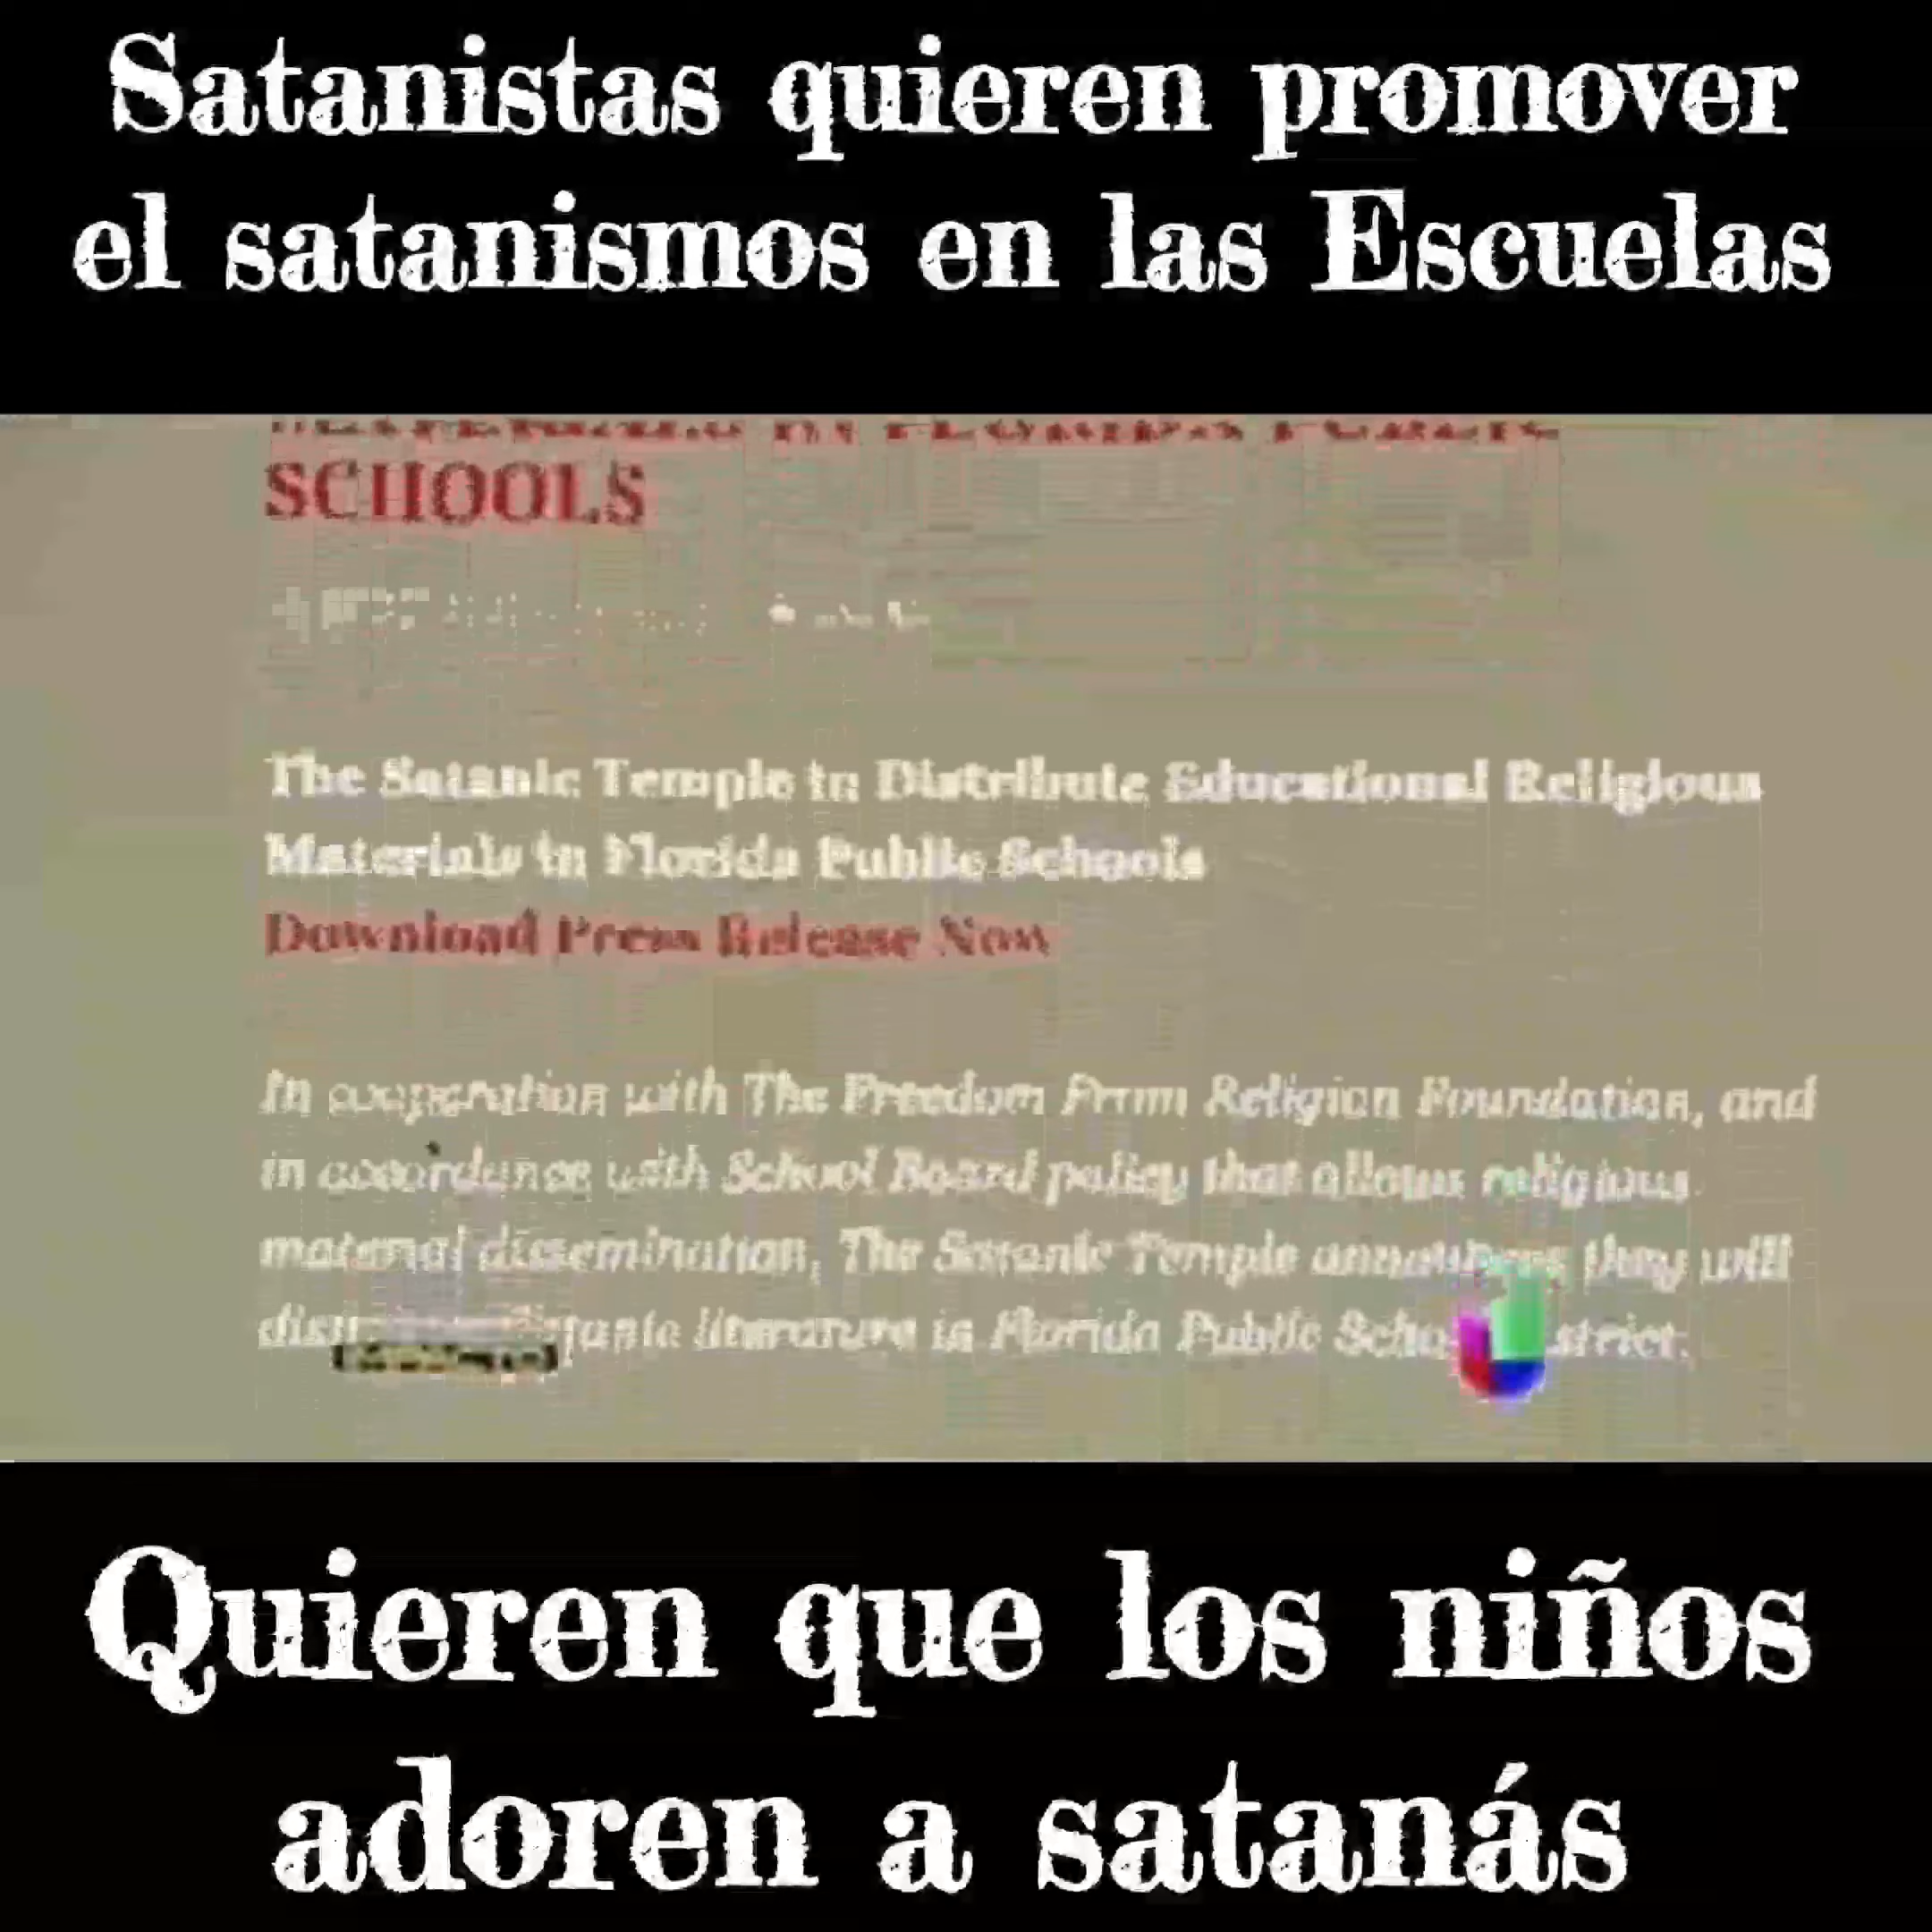 Satanistas quieren promover
el satanismos en las Escuelas
SCHOOLS
The Satanic Temple to Distribute Educational Religious
Materials in Florida Public Schools
Download Press Release Now
In cooperation with The Freedom From Religion Foundation, and
in accordance with School Board policy that allows religious
material dissemination, The Satanic Temple announces they will
literature in Florida Public
Quieren que los niños
adoren a satanás